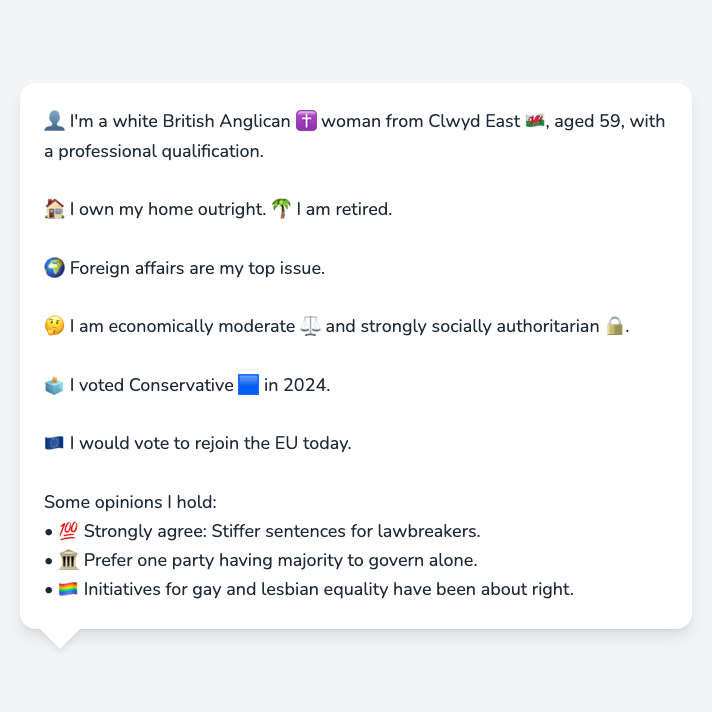 👤 I'm a white British Anglican ✝️ woman from Clwyd East 🏴󠁧󠁢󠁷󠁬󠁳󠁿, aged 59, with
a professional qualification.
🏠 I own my home outright. 🌴 I am retired.
🌍 Foreign affairs are my top issue.
🤔 I am economically moderate ⚖️ and strongly socially authoritarian 🔒.
🗳️ I voted Conservative 🟦 in 2024.
🇪🇺 I would vote to rejoin the EU today.
Some opinions I hold:
• 💯 Strongly agree: Stiffer sentences for lawbreakers.
• 🏛️ Prefer one party having majority to govern alone.
• 🏳️‍🌈 Initiatives for gay and lesbian equality have been about right.